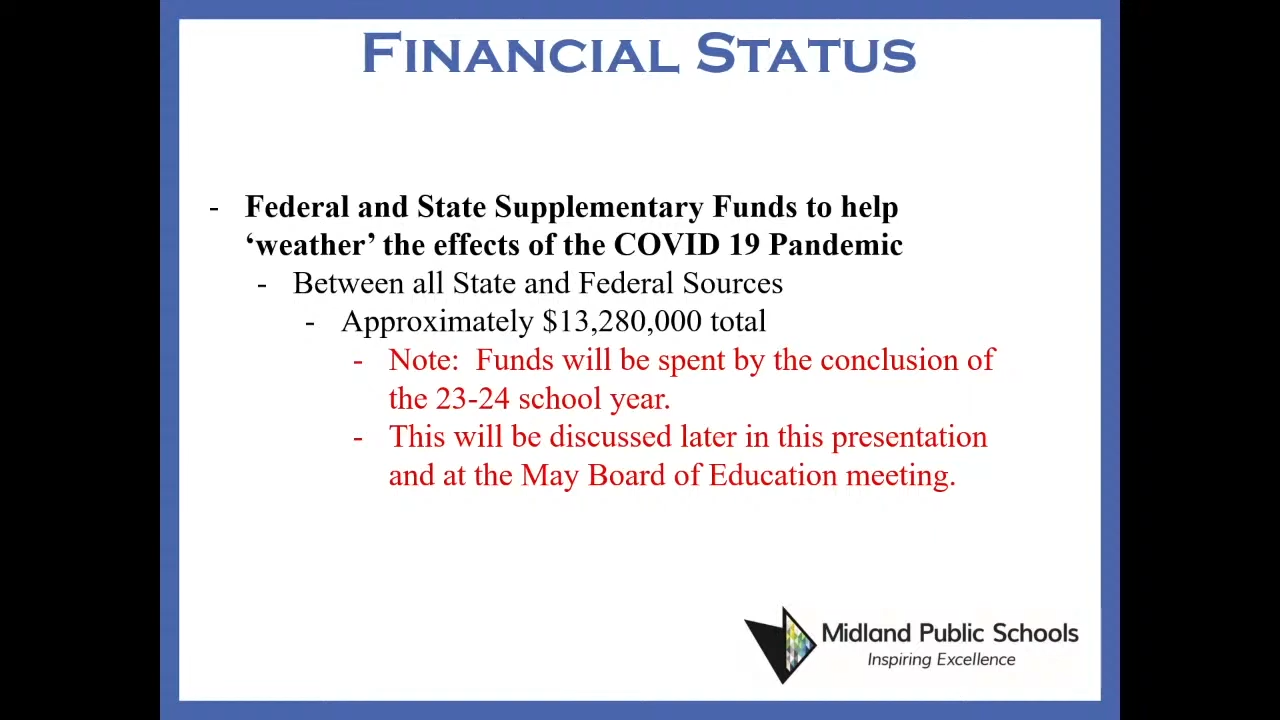 FINANCIAL STATUS
- Federal and State Supplementary Funds to help
‘weather’ the effects of the COVID 19 Pandemic
- Between all State and Federal Sources
- Approximately $13,280,000 total
- Note:  Funds will be spent by the conclusion of
the 23-24 school year.
- This will be discussed later in this presentation
and at the May Board of Education meeting.
Midland Public Schools
Inspiring Excellence